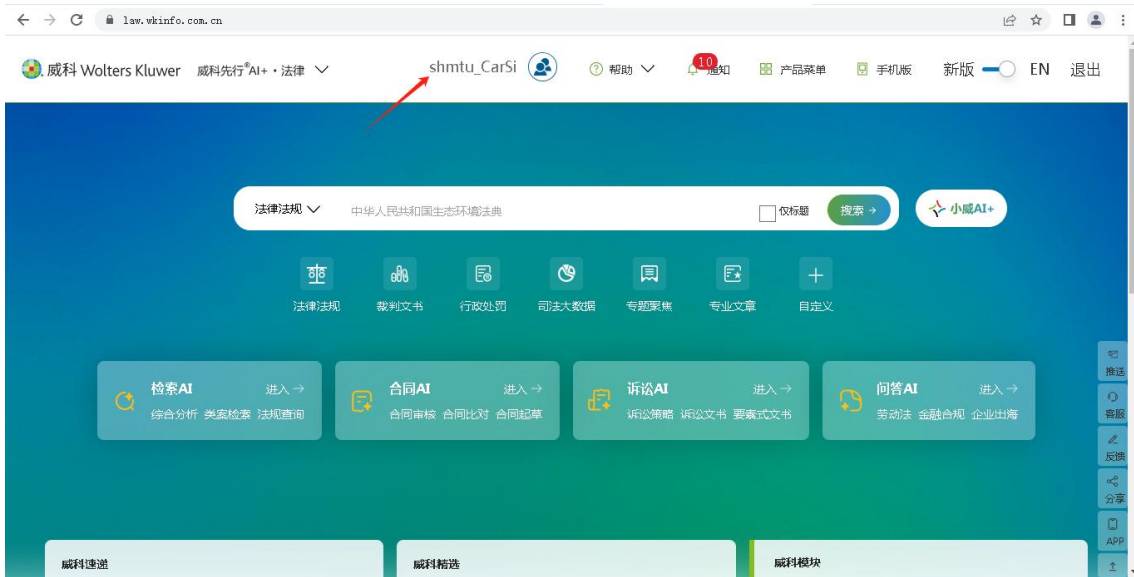 law.wkinfo.com.cn
威科 Wolters Kluwer 威科先行®AI+・法律 shmtu_CarSi 帮助 10 通知 产品菜单 手机版 新版 EN 退出
法律法规 中华人民共和国生态环境法典 仅标题 搜索 → 小威AI+
法律法规 裁判文书 行政处罚 司法大数据 专题聚焦 专业文章 自定义
检索AI 进入 →
综合分析 类案检索 法规查询
合同AI 进入 →
合同审核 合同比对 合同起草
诉讼AI 进入 →
诉讼策略 诉讼文书 要素式文书
问答AI 进入 →
劳动法 金融合规 企业出海
推送
客服
反馈
分享
APP
威科速递 威科精选 威科模块